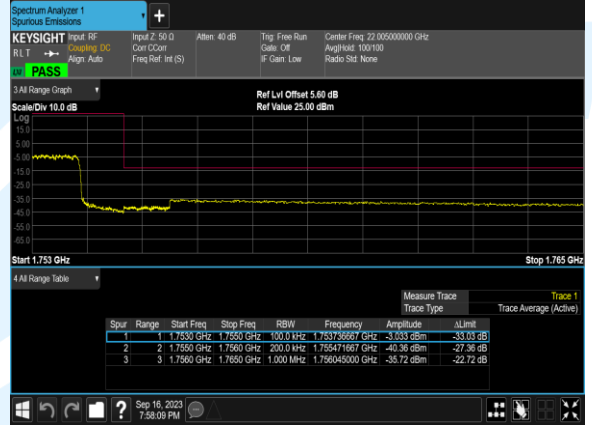 Spectrum Analyzer 1
Spurious Emissions
KEYSIGHT Input: RF Input Z: 50 Ω Atten: 40 dB Trig: Free Run Center Freq: 22.005000000 GHz
RLT Coupling: DC Corr CCorr Gate: Off Avg|Hold: 100/100
Align: Auto Freq Ref: Int (S) IF Gain: Low Radio Std: None
PASS
3 All Range Graph
Ref Lvl Offset 5.60 dB
Scale/Div 10.0 dB Ref Value 25.00 dBm
Log
15.0
5.00
-5.00
-15.0
-25.0
-35.0
-45.0
-55.0
-65.0
Start 1.753 GHz Stop 1.765 GHz
4 All Range Table
Measure Trace Trace 1
Trace Type Trace Average (Active)
Spur Range Start Freq Stop Freq RBW Frequency Amplitude ΔLimit
1 1 1.7530 GHz 1.7550 GHz 100.0 kHz 1.753736667 GHz -3.033 dBm -33.03 dB
2 2 1.7550 GHz 1.7560 GHz 200.0 kHz 1.755471667 GHz -40.36 dBm -27.36 dB
3 3 1.7560 GHz 1.7650 GHz 1.000 MHz 1.756045000 GHz -35.72 dBm -22.72 dB
? Sep 16, 2023
7:58:09 PM